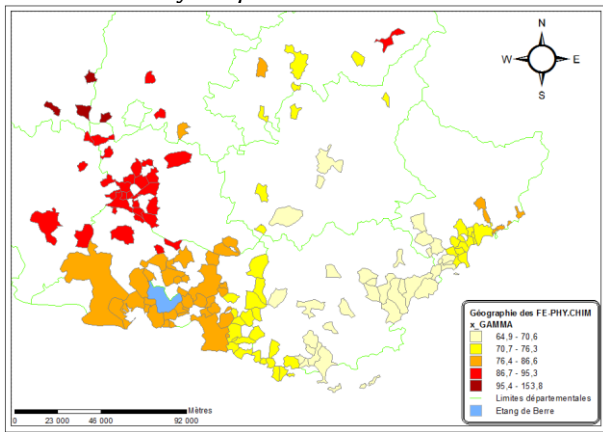 N
W E
S
Géographie des FE-PHY.CHIM
x_GAMMA
64,9 - 70,6
70,7 - 76,3
76,4 - 86,6
86,7 - 95,3
95,4 - 153,8
Limites départementales
Etang de Berre
Mètres
0 23 000 46 000 92 000